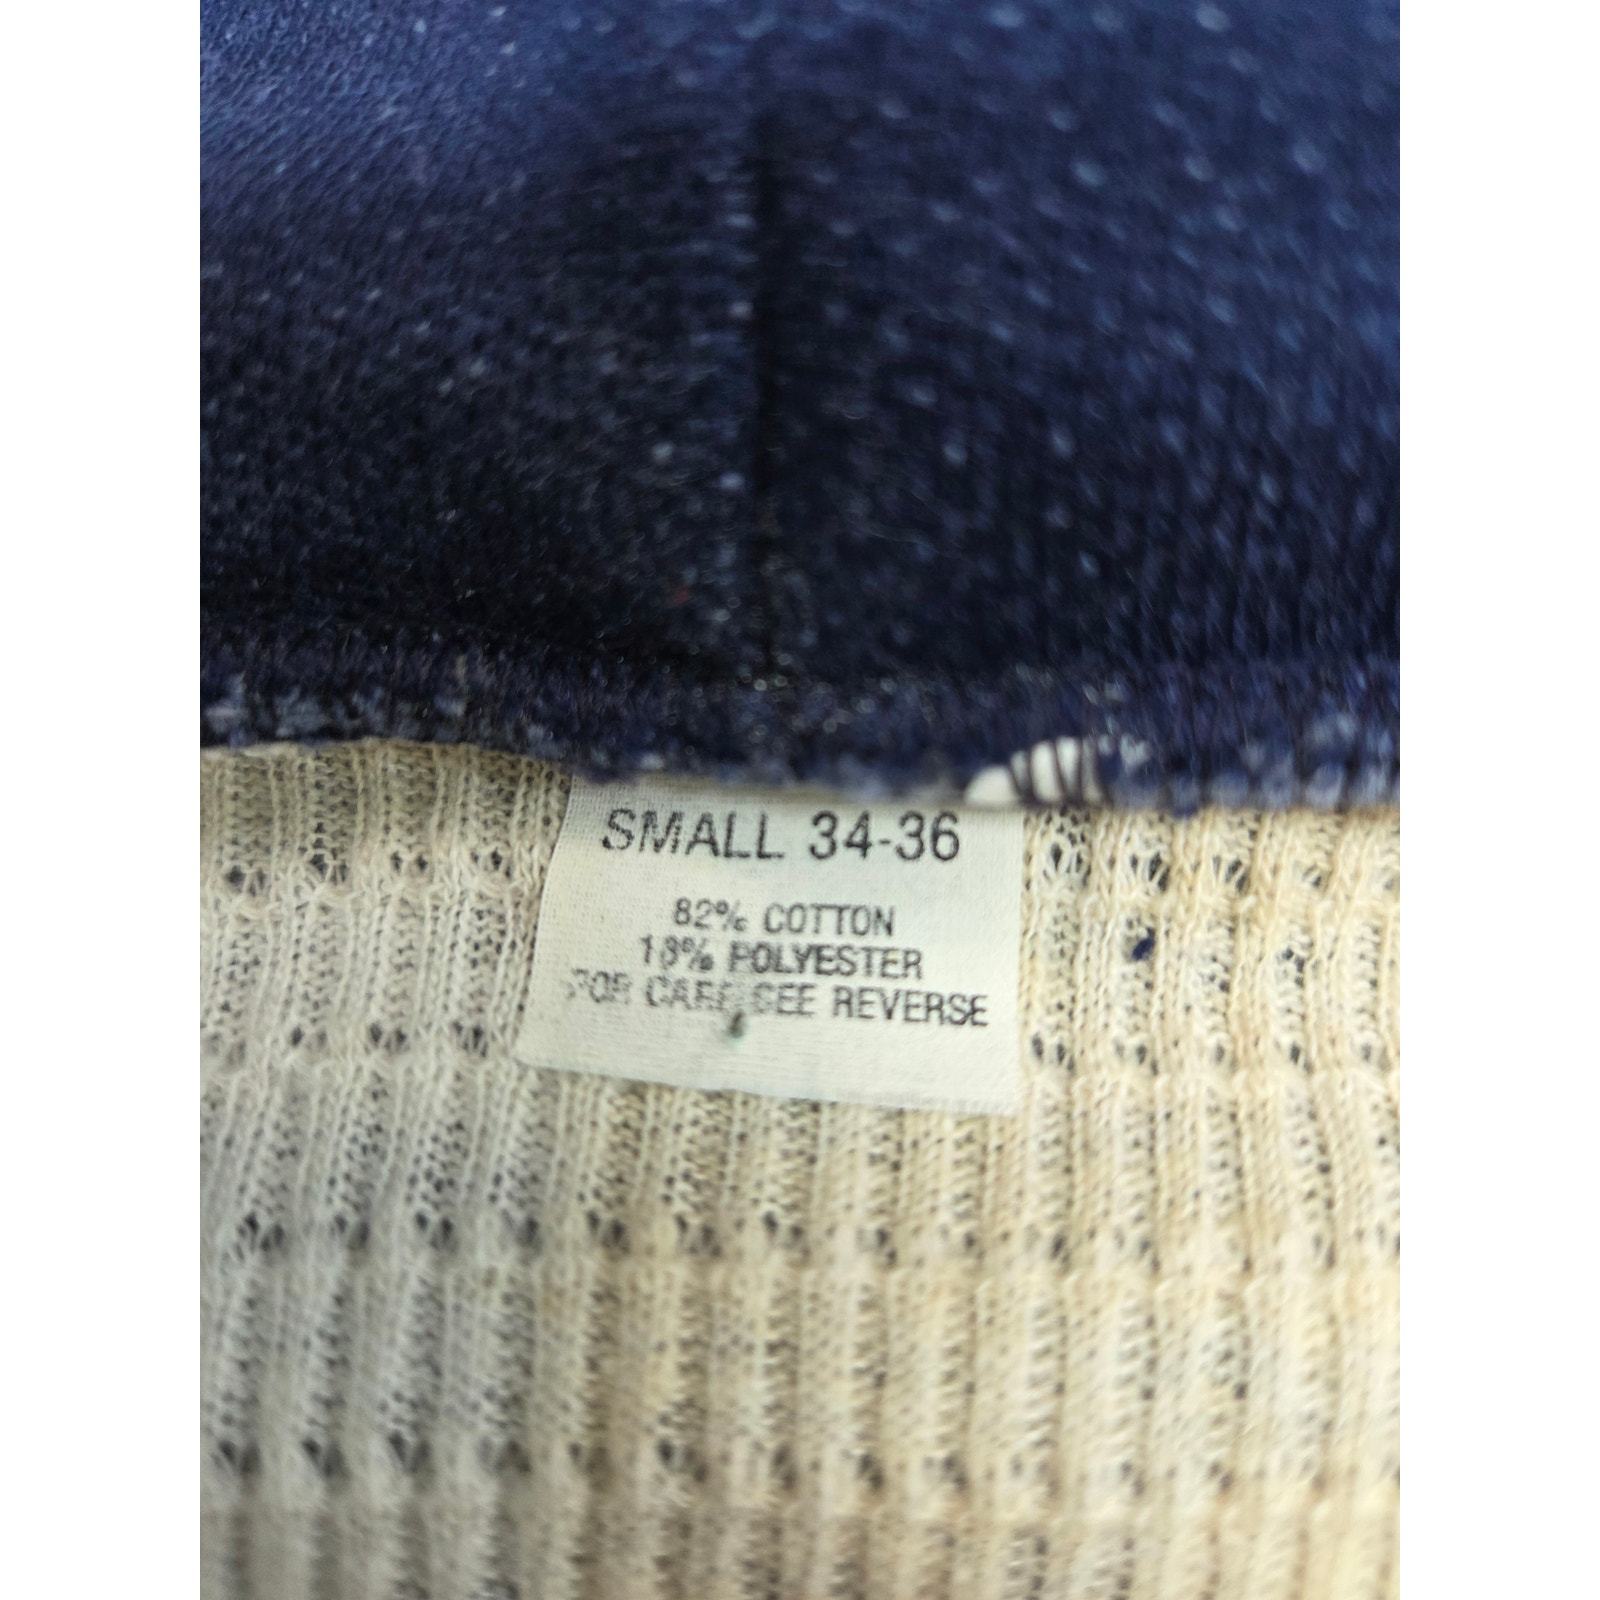 SMALL 34-36
82% COTTON
18% POLYESTER
FOR CARE SEE REVERSE